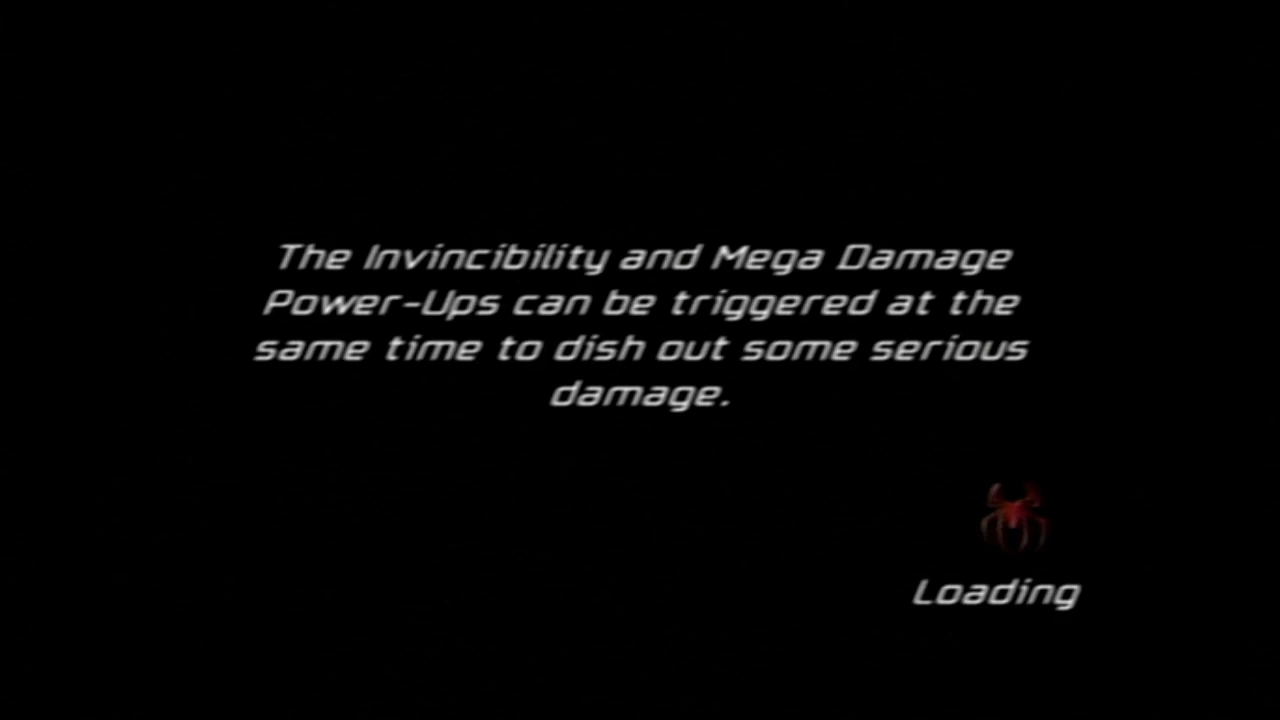 The Invincibility and Mega Damage
Power-Ups can be triggered at the
same time to dish out some serious
damage.
Loading